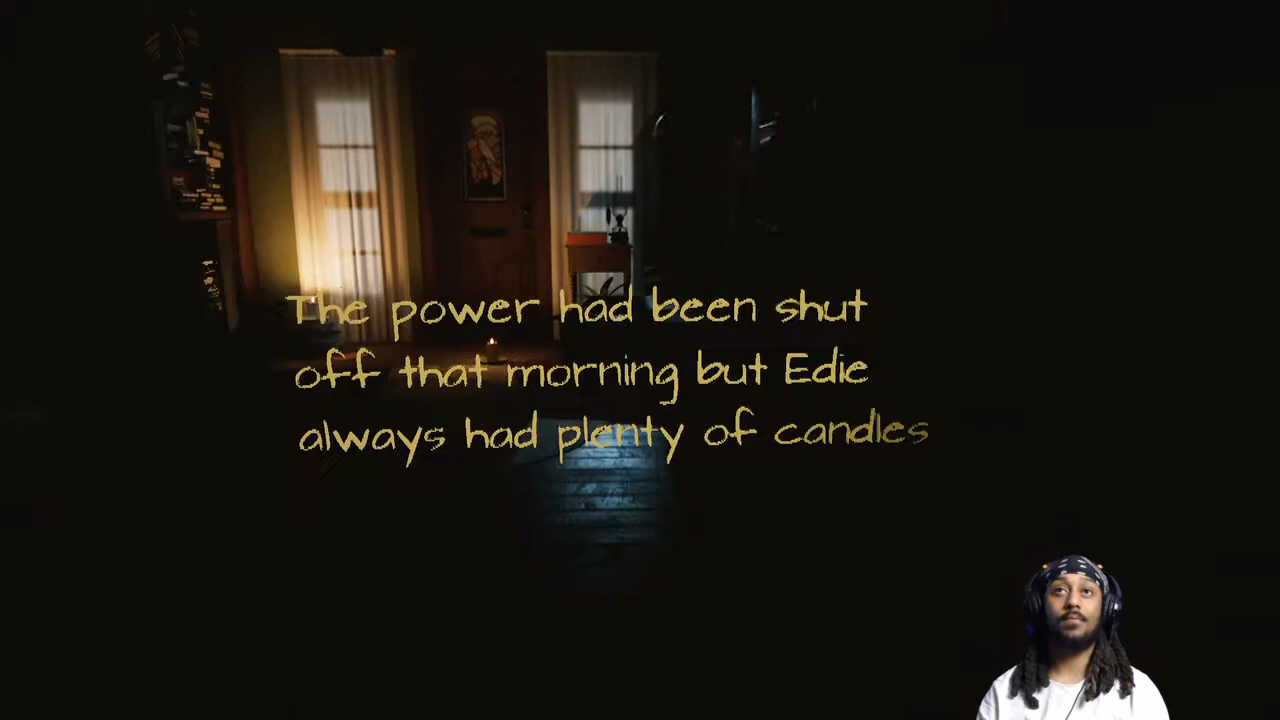 The power had been shut
off that morning but Edie
always had plenty of candles